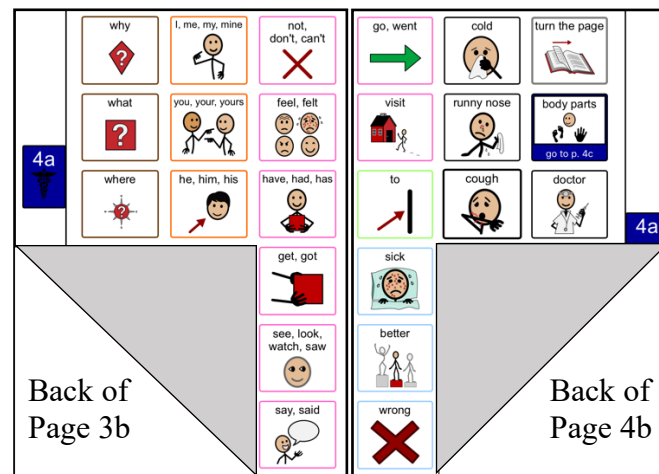 why
I, me, my, mine
not,
don't, can't
?
what
you, your, yours
feel, felt
?
4a
where
he, him, his
have, had, has
?
get, got
see, look,
watch, saw
say, said
Back of
Page 3b
go, went
cold
turn the page
visit
runny nose
body parts
go to p. 4c
to
cough
doctor
4a
sick
better
wrong
Back of
Page 4b